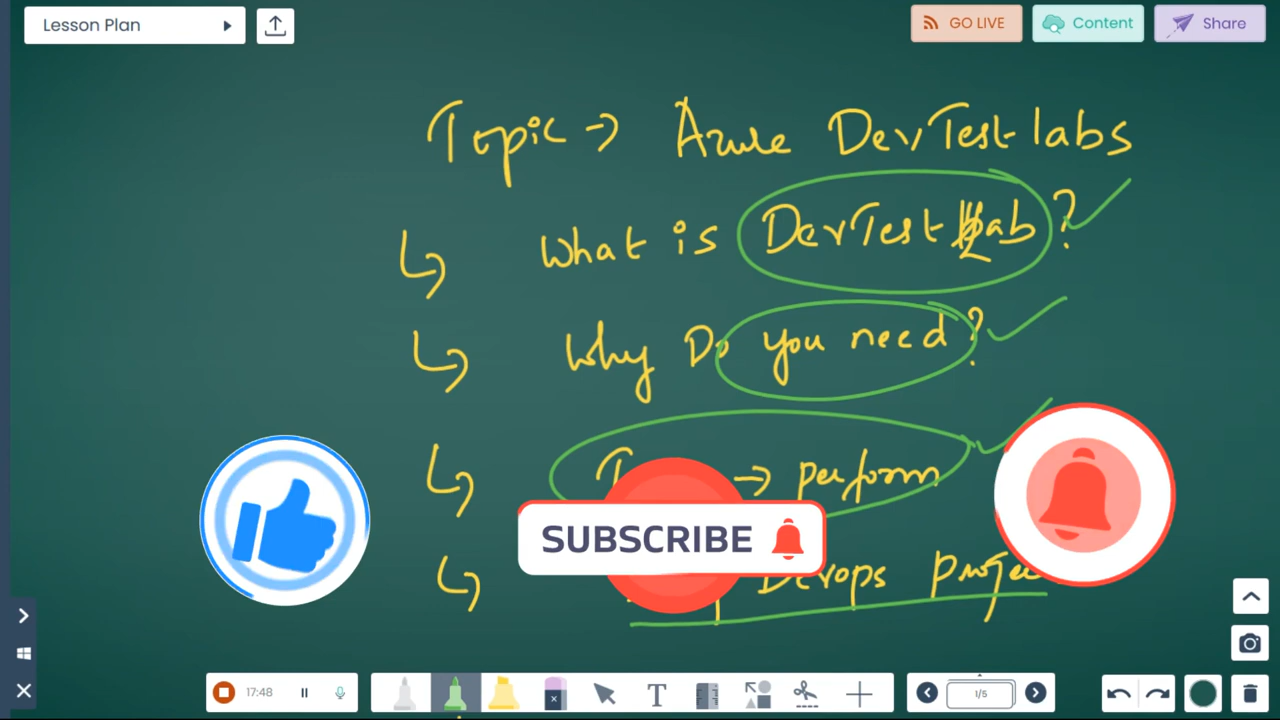 Lesson Plan
GO LIVE
Content
Share
Topic → Azure DevTest labs
↳ What is DevTest Lab?
↳ Why Do you need?
↳ → perform
↳ Devops
SUBSCRIBE
17:48
T
1/5